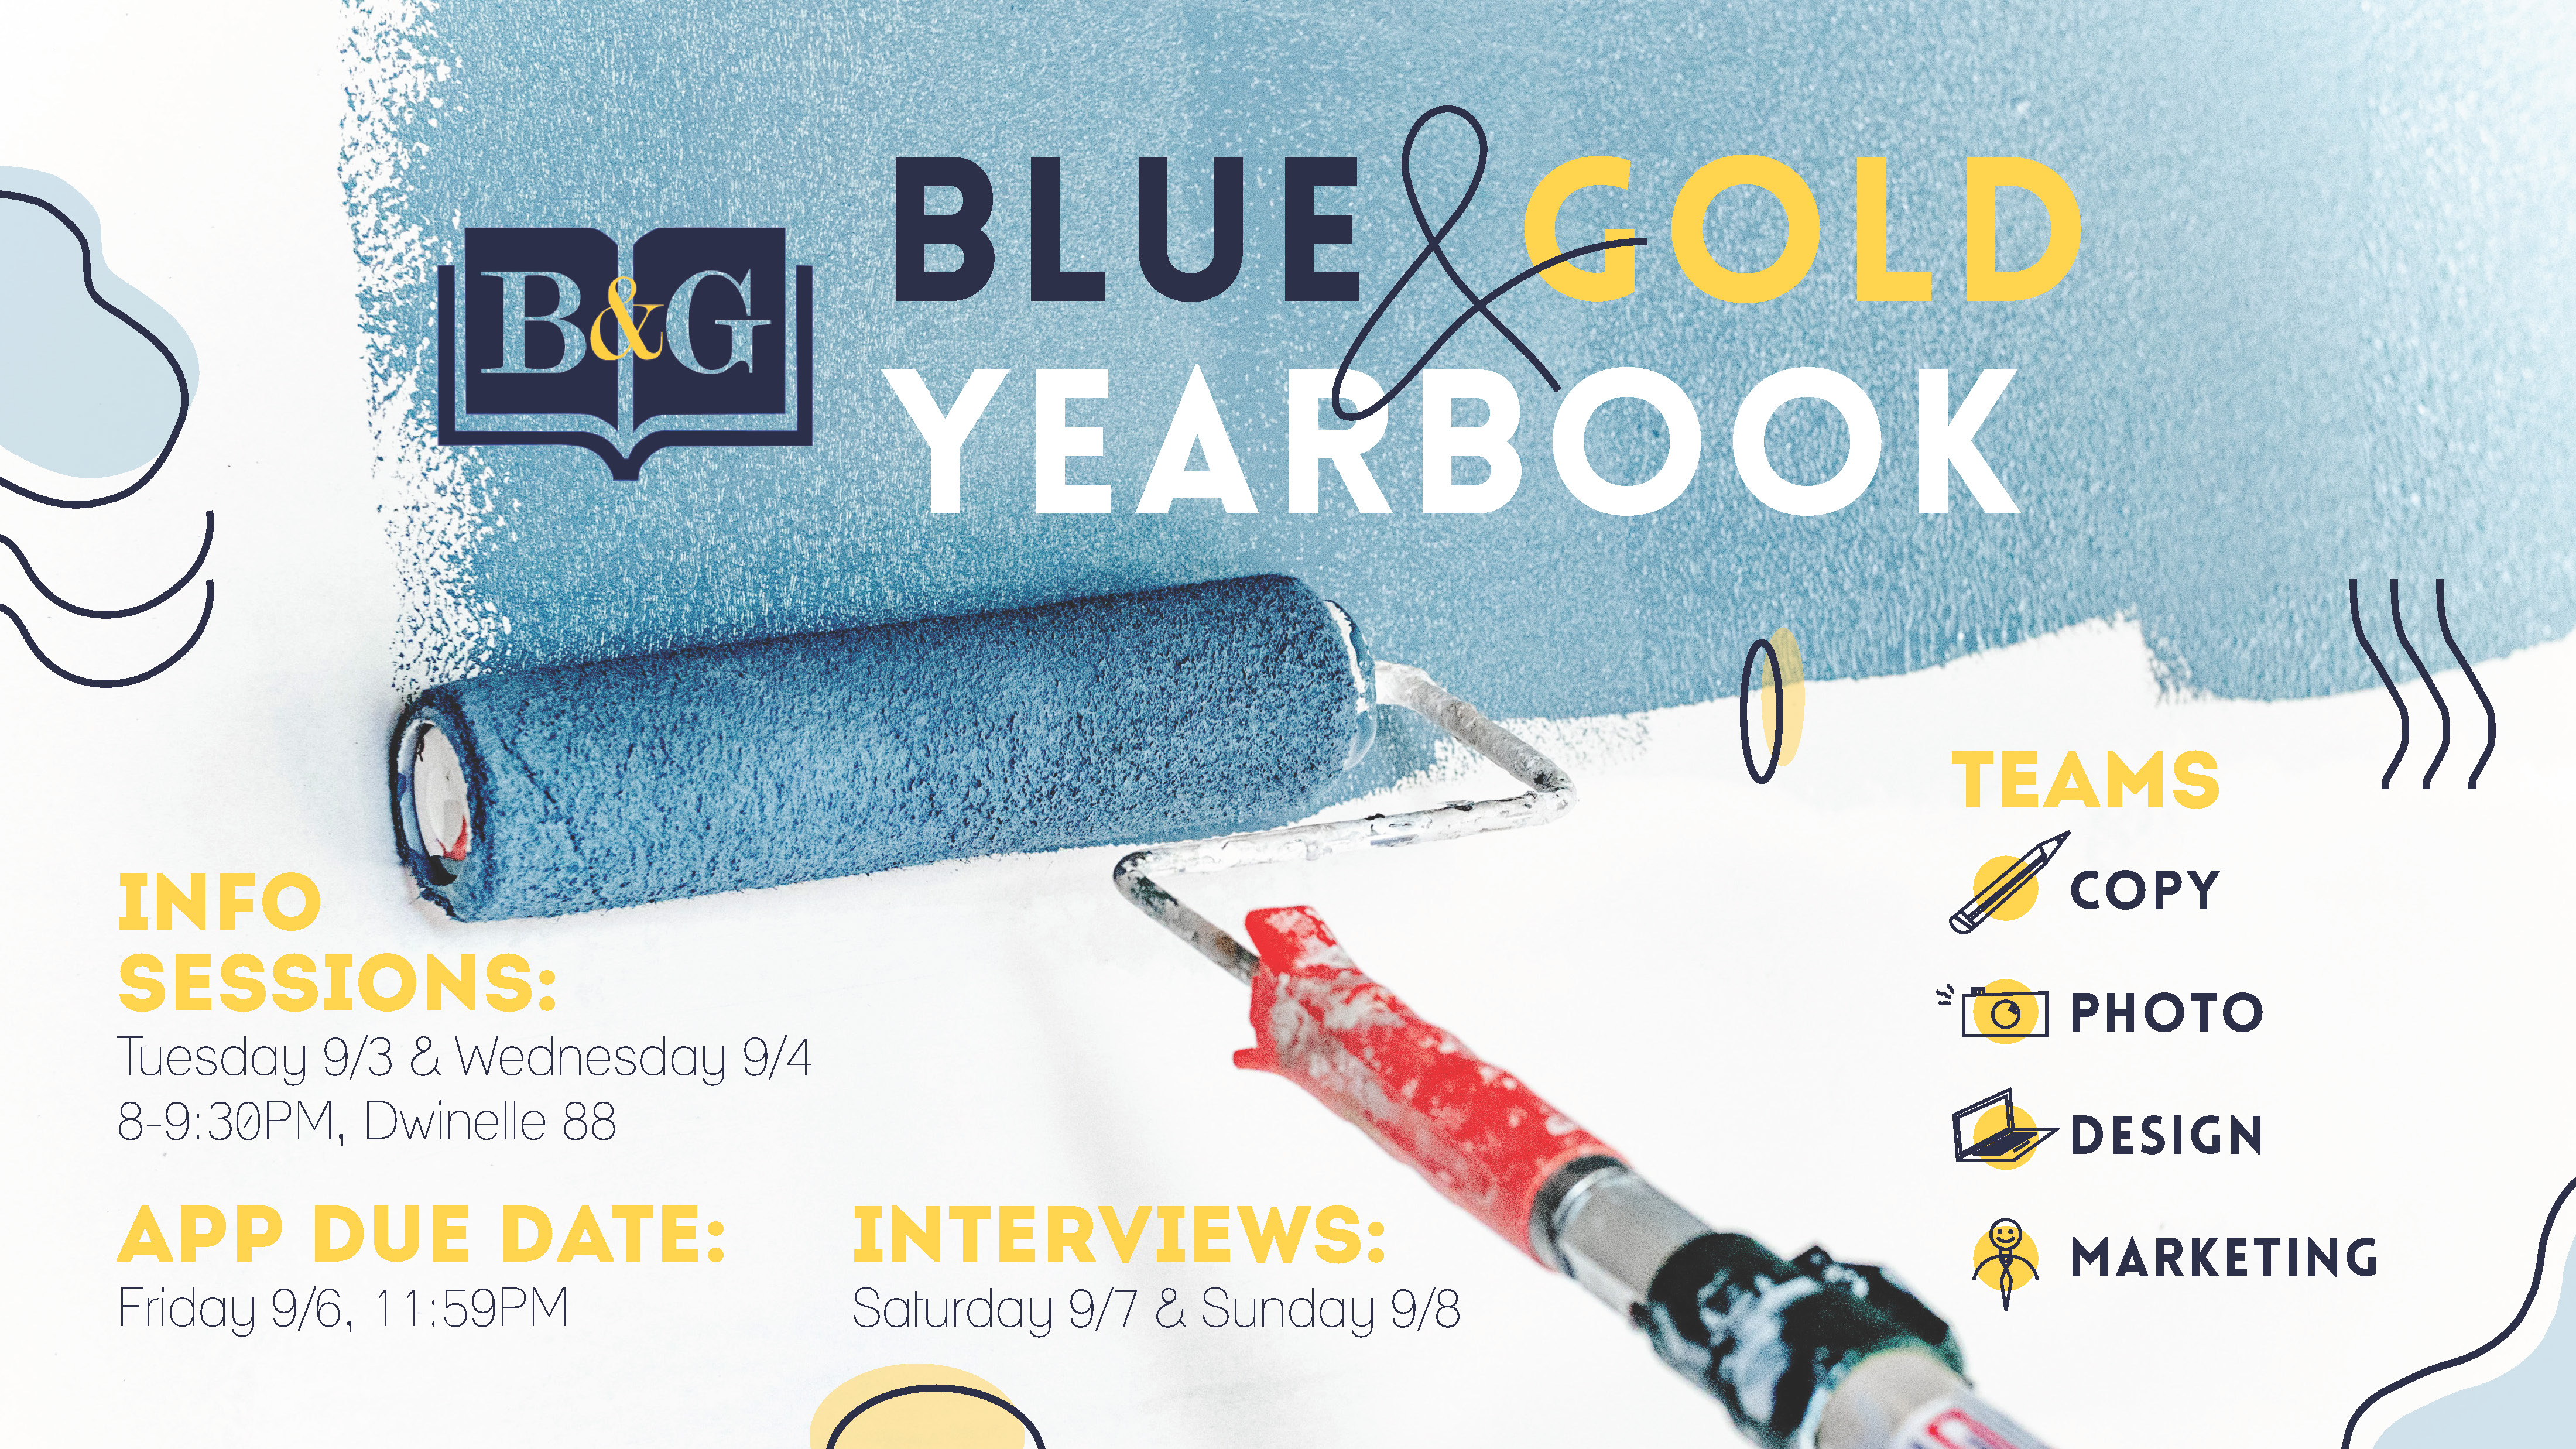 B&G
BLUE & GOLD
YEARBOOK
INFO
SESSIONS:
Tuesday 9/3 & Wednesday 9/4
8-9:30PM, Dwinelle 88
APP DUE DATE:
Friday 9/6, 11:59PM
INTERVIEWS:
Saturday 9/7 & Sunday 9/8
TEAMS
COPY
PHOTO
DESIGN
MARKETING